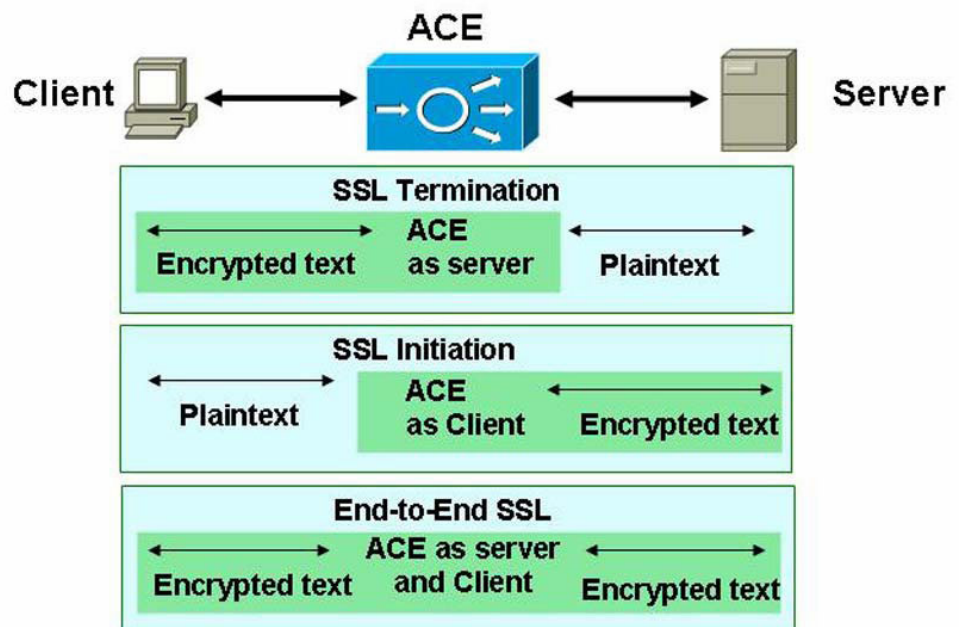 ACE
Client
Server
SSL Termination
Encrypted text
ACE
as server
Plaintext
SSL Initiation
Plaintext
ACE
as Client
Encrypted text
End-to-End SSL
Encrypted text
ACE as server
and Client
Encrypted text